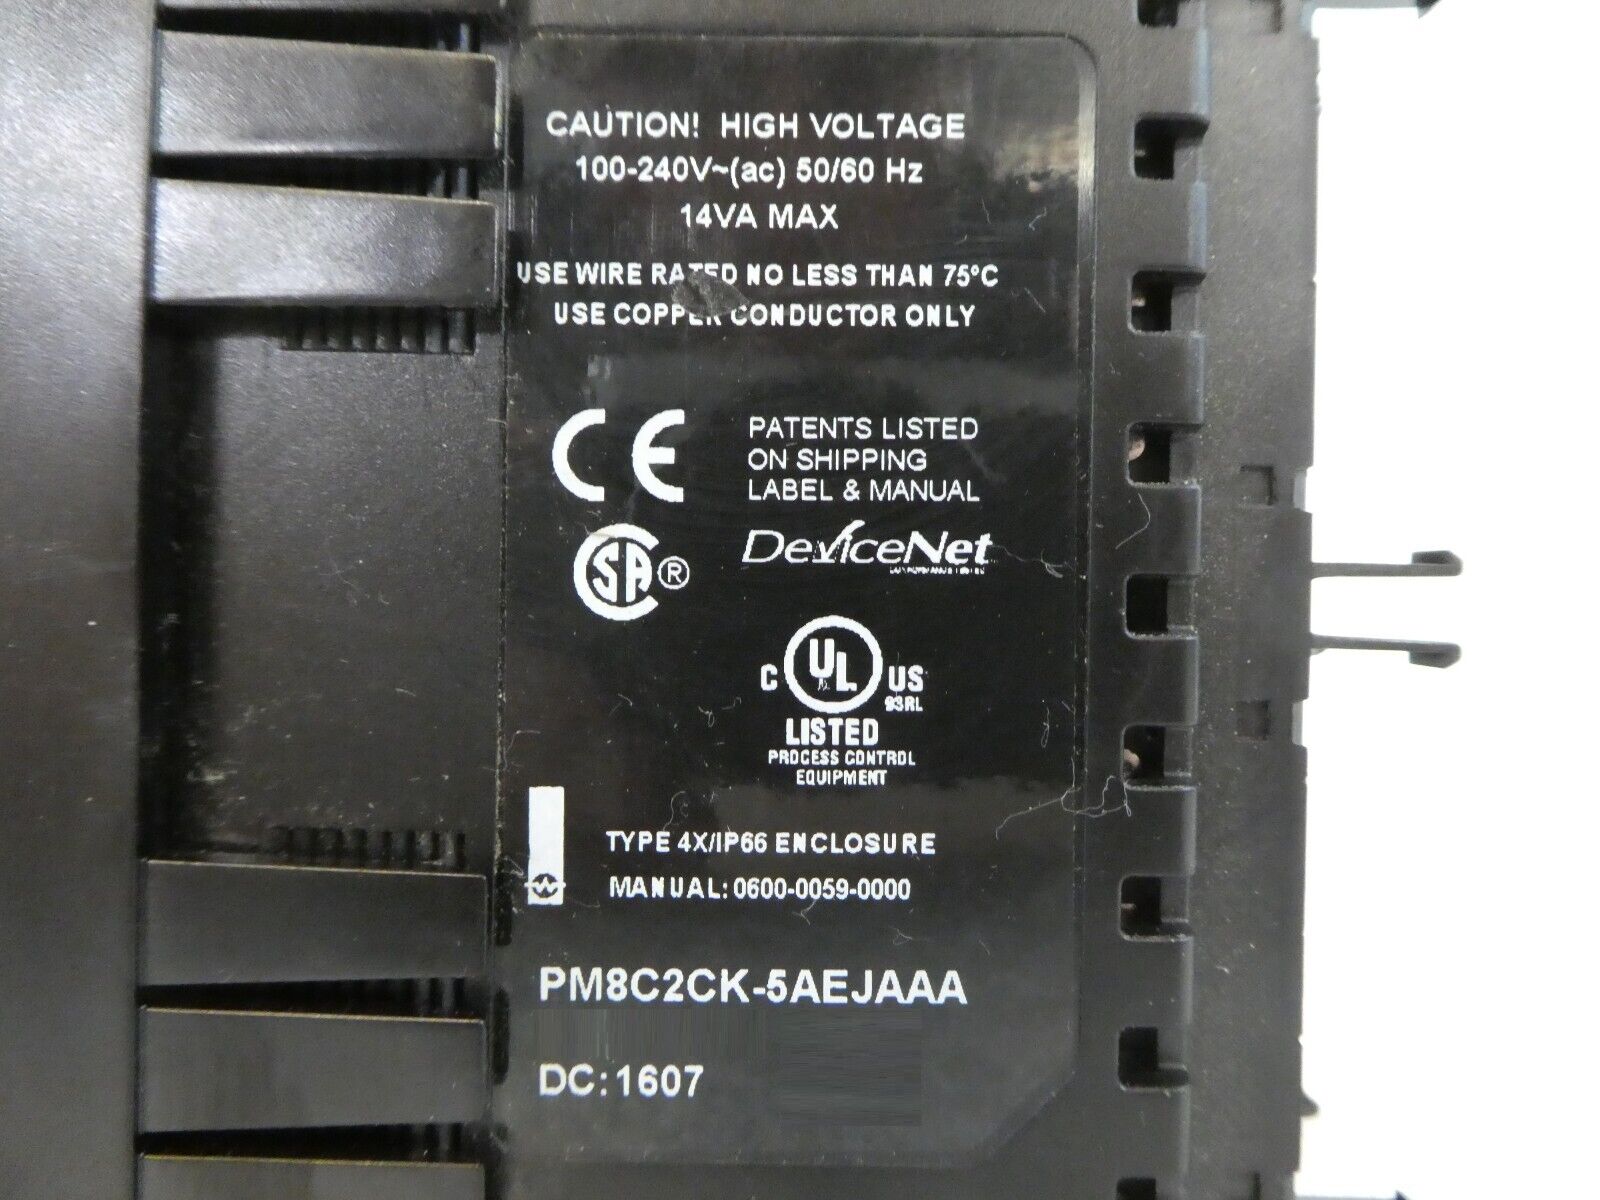 CAUTION! HIGH VOLTAGE
100-240V~(ac) 50/60 Hz
14VA MAX
USE WIRE RATED NO LESS THAN 75°C
USE COPPER CONDUCTOR ONLY
CE
PATENTS LISTED
ON SHIPPING
LABEL & MANUAL
SA ®
DeviceNet
C UL US
93RL
LISTED
PROCESS CONTROL
EQUIPMENT
TYPE 4X/IP66 ENCLOSURE
MANUAL: 0600-0059-0000
PM8C2CK-5AEJAAA
DC: 1607